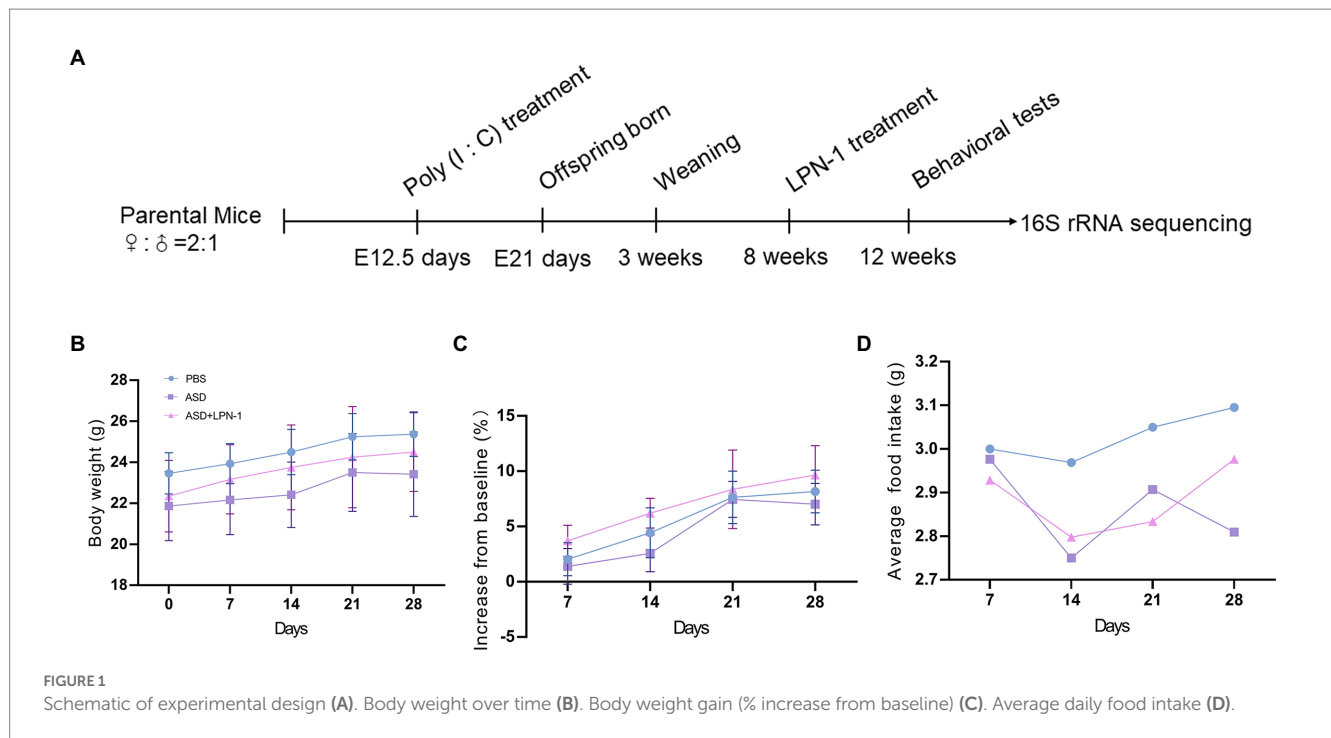 A
Poly (I : C) treatment
Offspring born
Weaning
LPN-1 treatment
Behavioral tests
Parental Mice
♀ : ♂ =2:1
16S rRNA sequencing
E12.5 days
E21 days
3 weeks
8 weeks
12 weeks
B
Body weight (g)
28
26
24
22
20
18
PBS
ASD
ASD+LPN-1
0 7 14 21 28
Days
C
Increase from baseline (%)
15
10
5
0
-5
7 14 21 28
Days
D
Average food intake (g)
3.2
3.1
3.0
2.9
2.8
2.7
7 14 21 28
Days
FIGURE 1
Schematic of experimental design (A). Body weight over time (B). Body weight gain (% increase from baseline) (C). Average daily food intake (D).